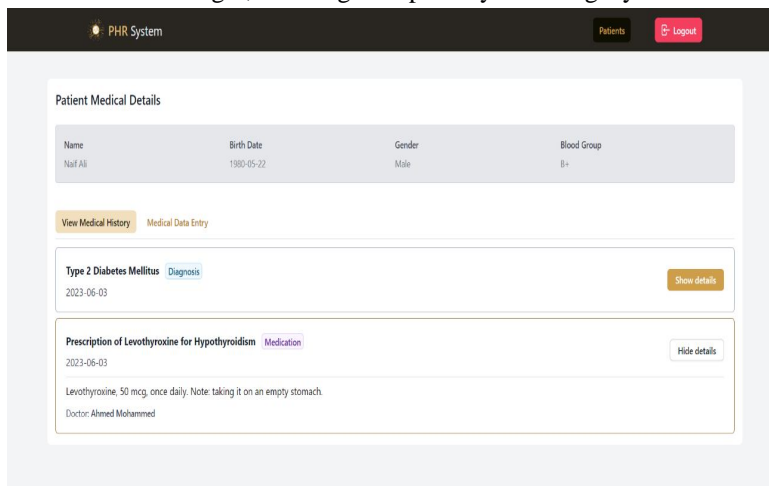 PHR System
Patients
Logout
Patient Medical Details
Name Birth Date Gender Blood Group
Naif Ali 1980-05-22 Male B+
View Medical History Medical Data Entry
Type 2 Diabetes Mellitus Diagnosis
Show details
2023-06-03
Prescription of Levothyroxine for Hypothyroidism Medication
Hide details
2023-06-03
Levothyroxine, 50 mcg, once daily. Note: taking it on an empty stomach.
Doctor: Ahmed Mohammed